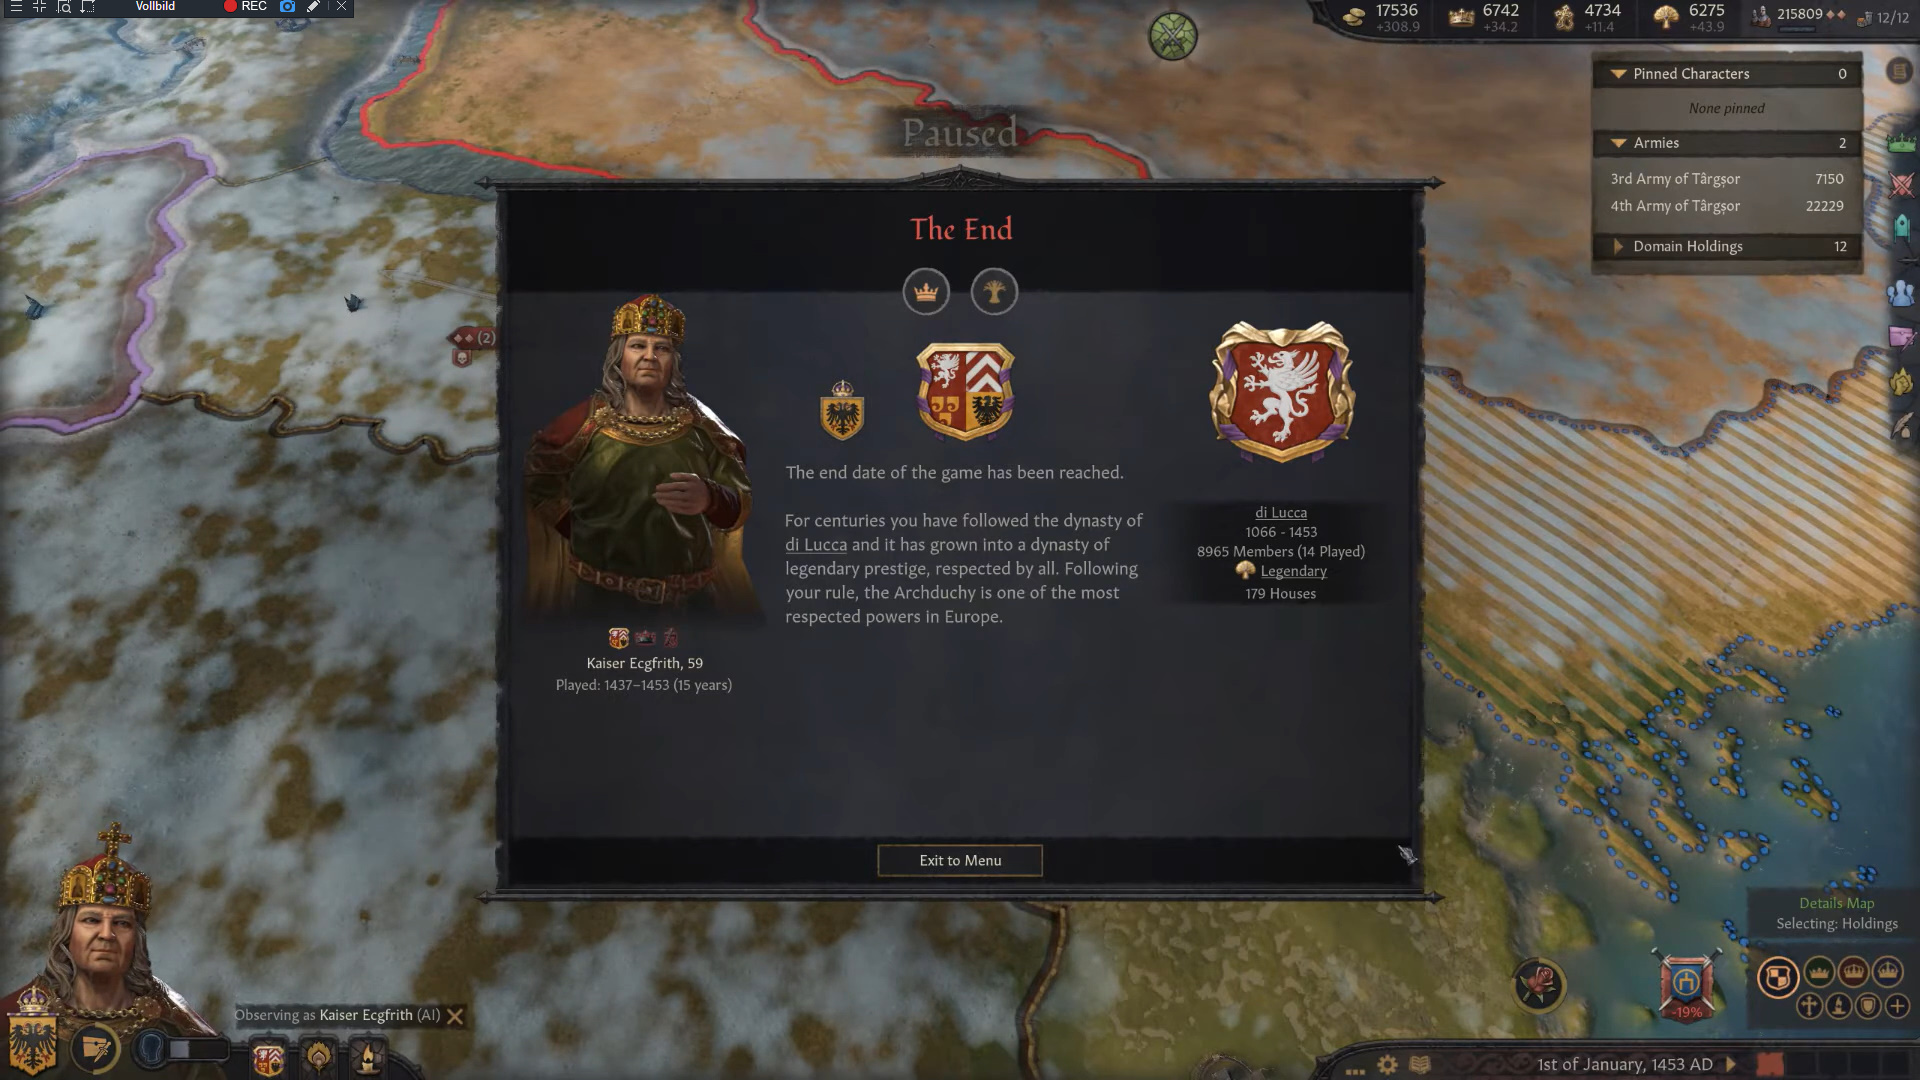 Vollbild
REC
17536
+308.9
6742
+34.2
4734
+11.4
6275
+43.9
215809
12/12
Pinned Characters 0
None pinned
Armies 2
3rd Army of Târgșor 7150
4th Army of Târgșor 22229
Domain Holdings 12
Paused
The End
(2)
The end date of the game has been reached.
For centuries you have followed the dynasty of
di Lucca and it has grown into a dynasty of
legendary prestige, respected by all. Following
your rule, the Archduchy is one of the most
respected powers in Europe.
di Lucca
1066 - 1453
8965 Members (14 Played)
Legendary
179 Houses
Kaiser Ecgfrith, 59
Played: 1437–1453 (15 years)
Exit to Menu
Details Map
Selecting: Holdings
-19%
Observing as Kaiser Ecgfrith (AI)
1st of January, 1453 AD